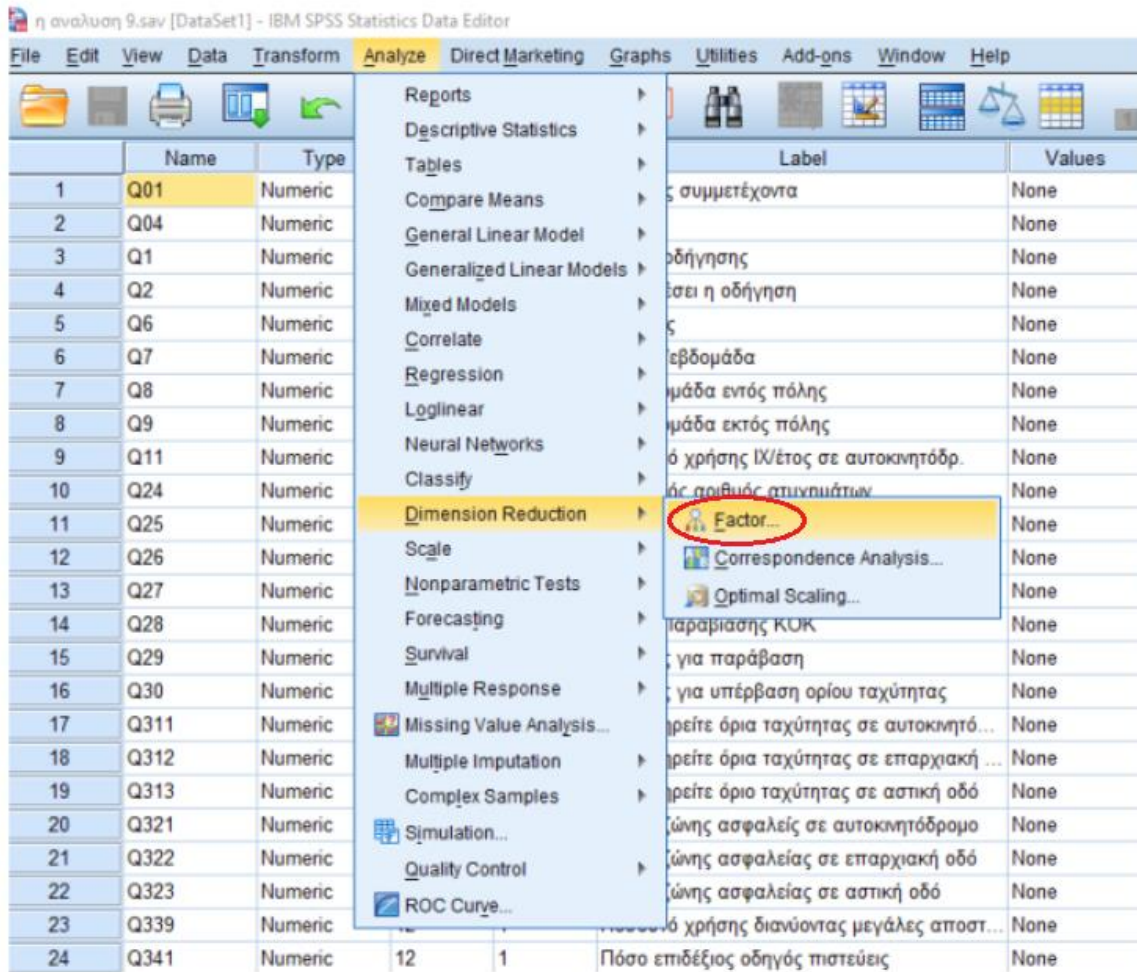 η αναλυση 9.sav [DataSet1] - IBM SPSS Statistics Data Editor
File Edit View Data Transform Analyze Direct Marketing Graphs Utilities Add-ons Window Help
Name Type Label Values
1 Q01 Numeric ς συμμετέχοντα None
2 Q04 Numeric None
3 Q1 Numeric οδήγησης None
4 Q2 Numeric έσει η οδήγηση None
5 Q6 Numeric ς None
6 Q7 Numeric /εβδομάδα None
7 Q8 Numeric μάδα εντός πόλης None
8 Q9 Numeric μάδα εκτός πόλης None
9 Q11 Numeric ό χρήσης ΙΧ/έτος σε αυτοκινητόδρ. None
10 Q24 Numeric ός αριθμός ατυχημάτων None
11 Q25 Numeric None
12 Q26 Numeric None
13 Q27 Numeric None
14 Q28 Numeric παραβίασης ΚΟΚ None
15 Q29 Numeric ς για παράβαση None
16 Q30 Numeric ς για υπέρβαση ορίου ταχύτητας None
17 Q311 Numeric ηρείτε όρια ταχύτητας σε αυτοκινητό... None
18 Q312 Numeric ηρείτε όρια ταχύτητας σε επαρχιακή ... None
19 Q313 Numeric ηρείτε όριο ταχύτητας σε αστική οδό None
20 Q321 Numeric ζώνης ασφαλείς σε αυτοκινητόδρομο None
21 Q322 Numeric ζώνης ασφαλείας σε επαρχιακή οδό None
22 Q323 Numeric ζώνης ασφαλείας σε αστική οδό None
23 Q339 Numeric 12 1 Ποσοστό χρήσης διανύοντας μεγάλες αποστ... None
24 Q341 Numeric 12 1 Πόσο επιδέξιος οδηγός πιστεύεις None
Reports
Descriptive Statistics
Tables
Compare Means
General Linear Model
Generalized Linear Models
Mixed Models
Correlate
Regression
Loglinear
Neural Networks
Classify
Dimension Reduction
Scale
Nonparametric Tests
Forecasting
Survival
Multiple Response
Missing Value Analysis...
Multiple Imputation
Complex Samples
Simulation...
Quality Control
ROC Curve...
Factor...
Correspondence Analysis...
Optimal Scaling...